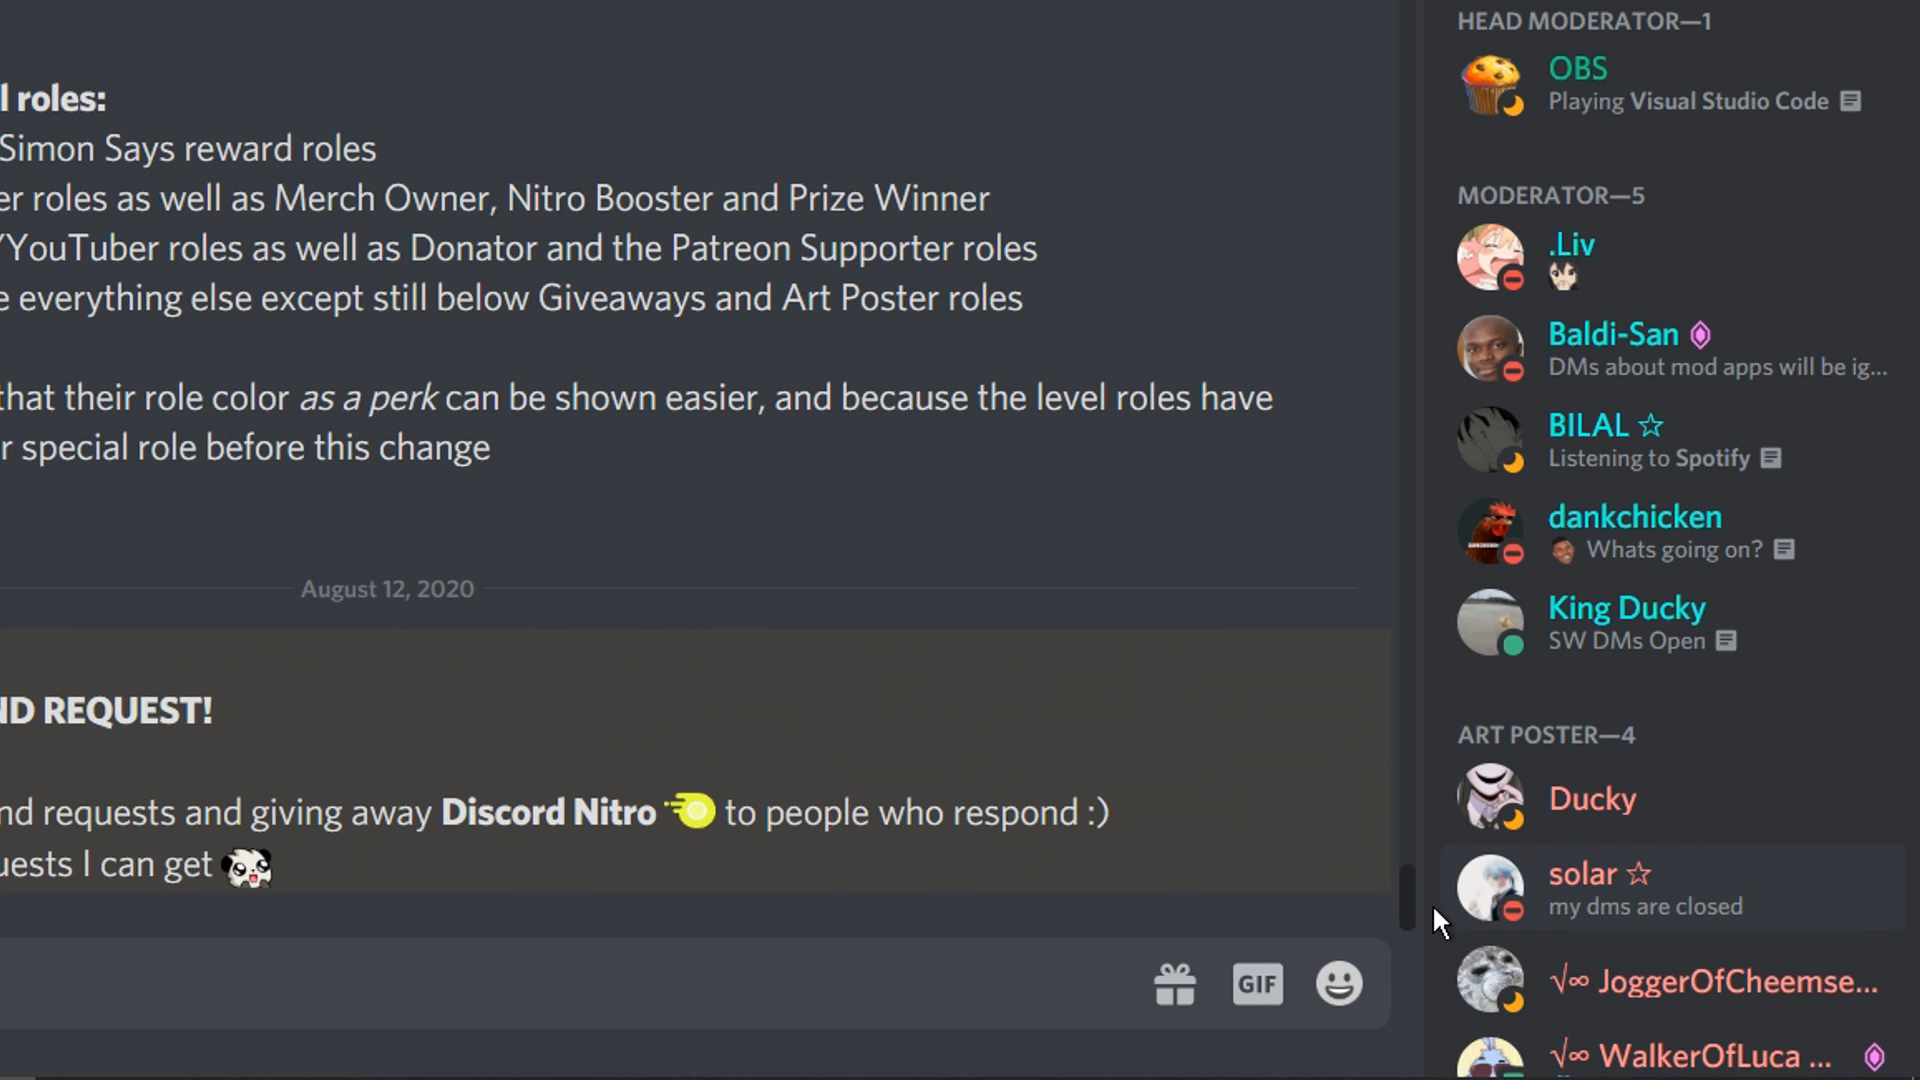 l roles:
Simon Says reward roles
er roles as well as Merch Owner, Nitro Booster and Prize Winner
/YouTuber roles as well as Donator and the Patreon Supporter roles
e everything else except still below Giveaways and Art Poster roles
that their role color as a perk can be shown easier, and because the level roles have
r special role before this change
August 12, 2020
ND REQUEST!
nd requests and giving away Discord Nitro to people who respond :)
uests I can get
GIF
HEAD MODERATOR—1
OBS
Playing Visual Studio Code
MODERATOR—5
.Liv
Baldi-San
DMs about mod apps will be ig...
BILAL ☆
Listening to Spotify
dankchicken
Whats going on?
King Ducky
SW DMs Open
ART POSTER—4
Ducky
solar ☆
my dms are closed
√∞ JoggerOfCheemse...
√∞ WalkerOfLuca ...